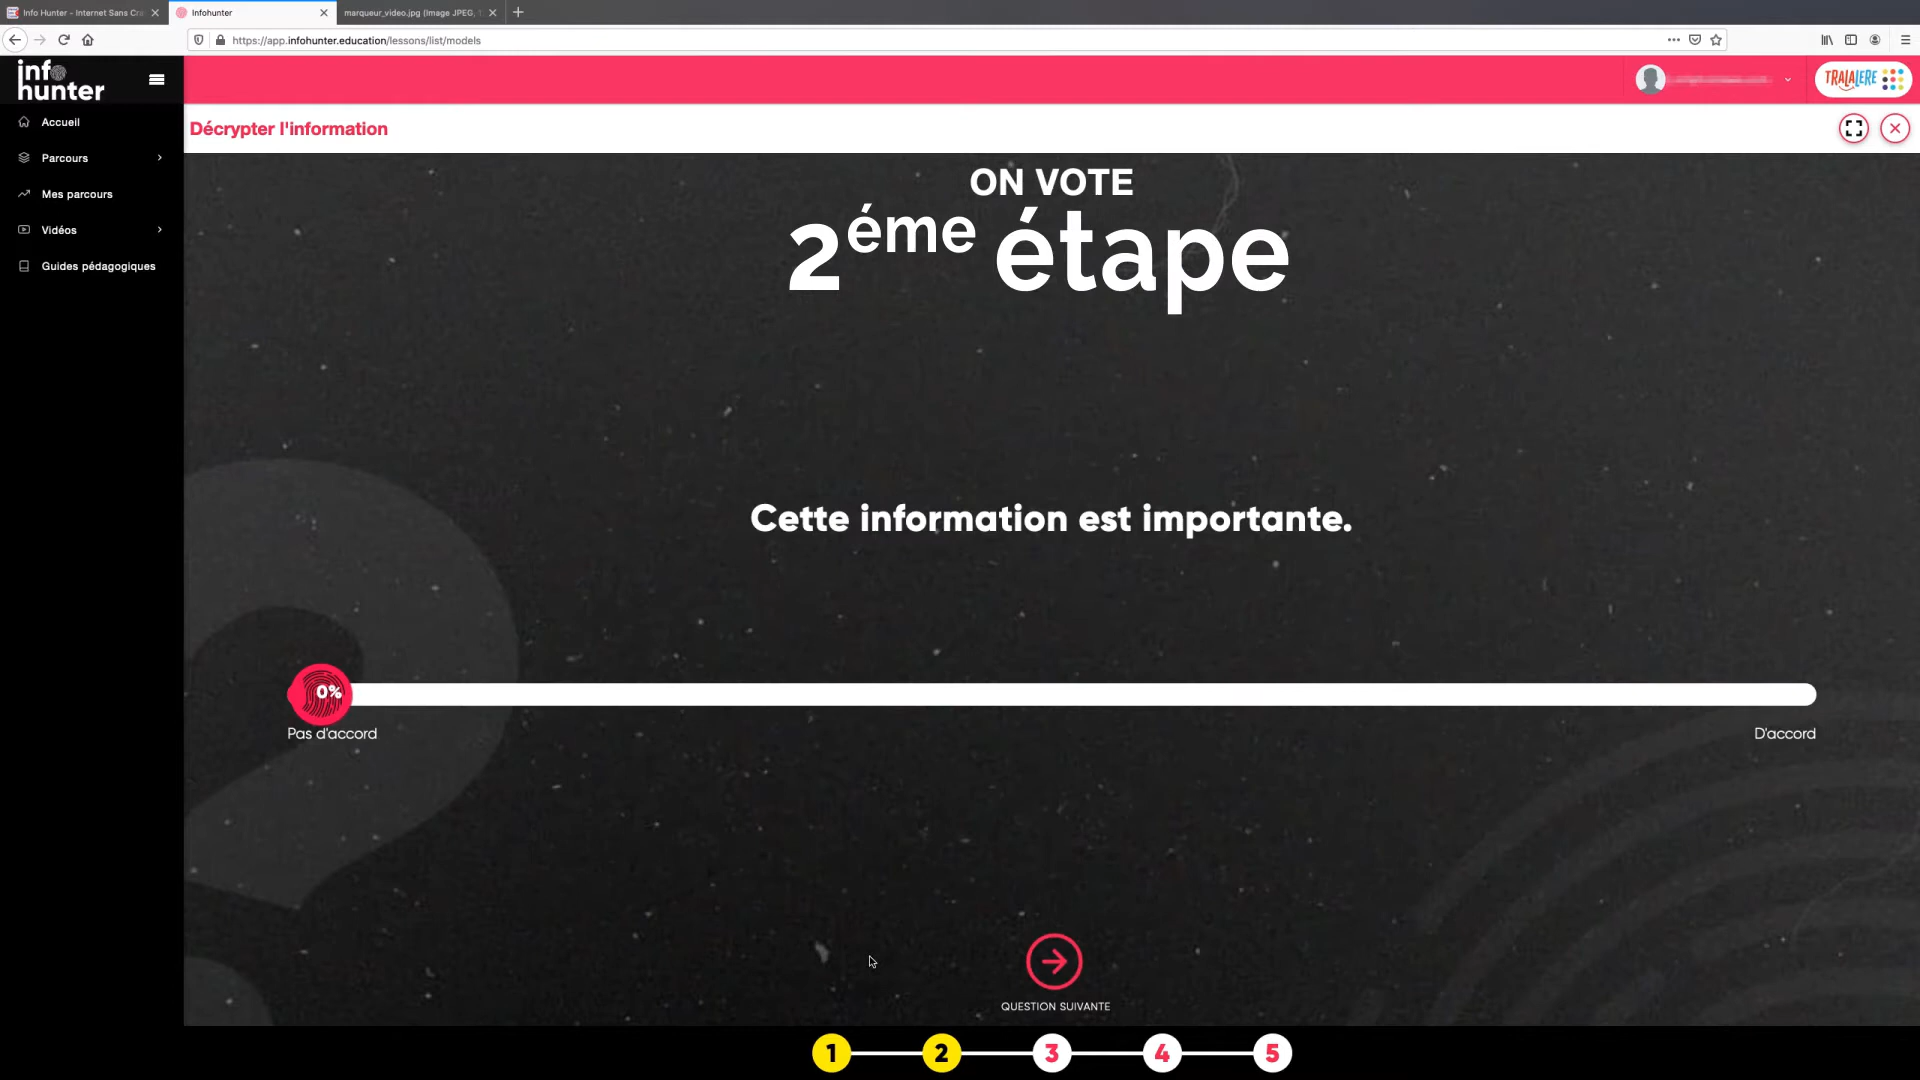 Info Hunter - Internet Sans Cra
Infohunter
marqueur_video.jpg (Image JPEG,
https://app.infohunter.education/lessons/list/models
info
hunter
TRALALERE
Accueil
Parcours
Mes parcours
Vidéos
Guides pédagogiques
Décrypter l'information
ON VOTE
2éme étape
Cette information est importante.
0%
Pas d'accord
D'accord
QUESTION SUIVANTE
1
2
3
4
5